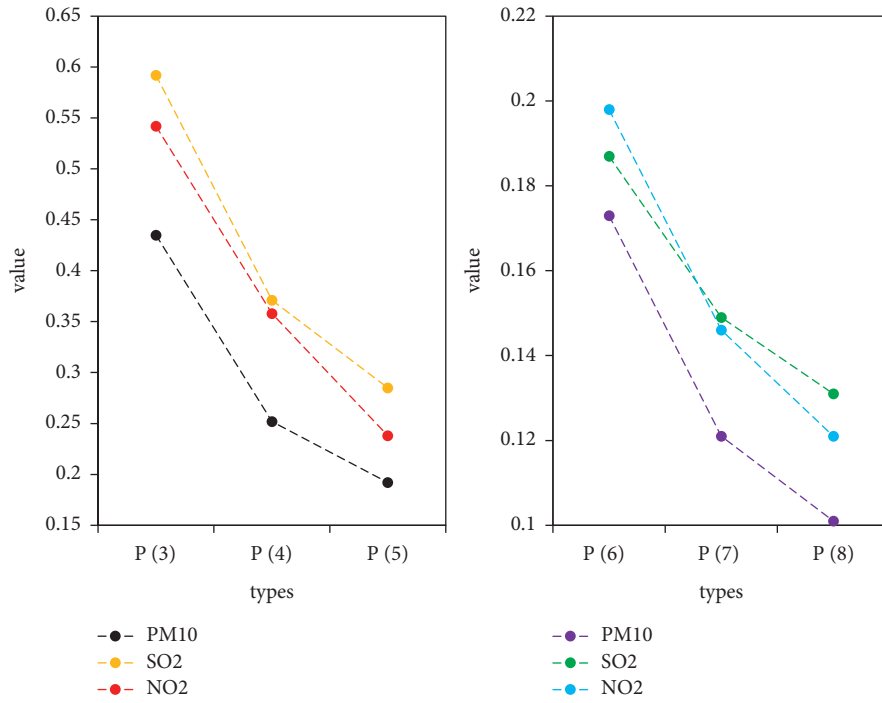 0.65
0.6
0.55
0.5
0.45
0.4
0.35
0.3
0.25
0.2
0.15
value
P (3) P (4) P (5)
types
PM10
SO2
NO2
0.22
0.2
0.18
0.16
0.14
0.12
0.1
value
P (6) P (7) P (8)
types
PM10
SO2
NO2